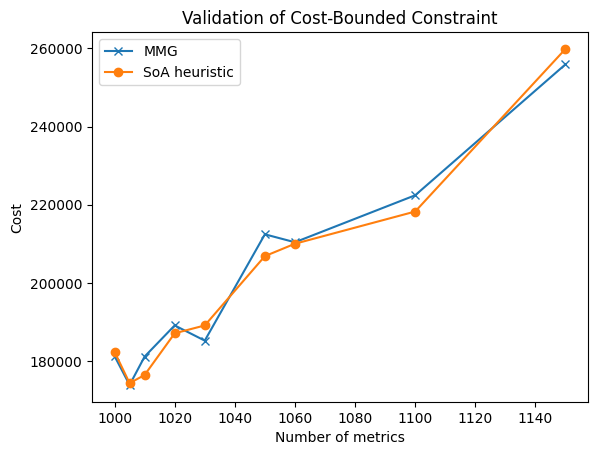 Validation of Cost-Bounded Constraint
MMG
SoA heuristic
260000
240000
220000
200000
180000
Cost
1000 1020 1040 1060 1080 1100 1120 1140
Number of metrics